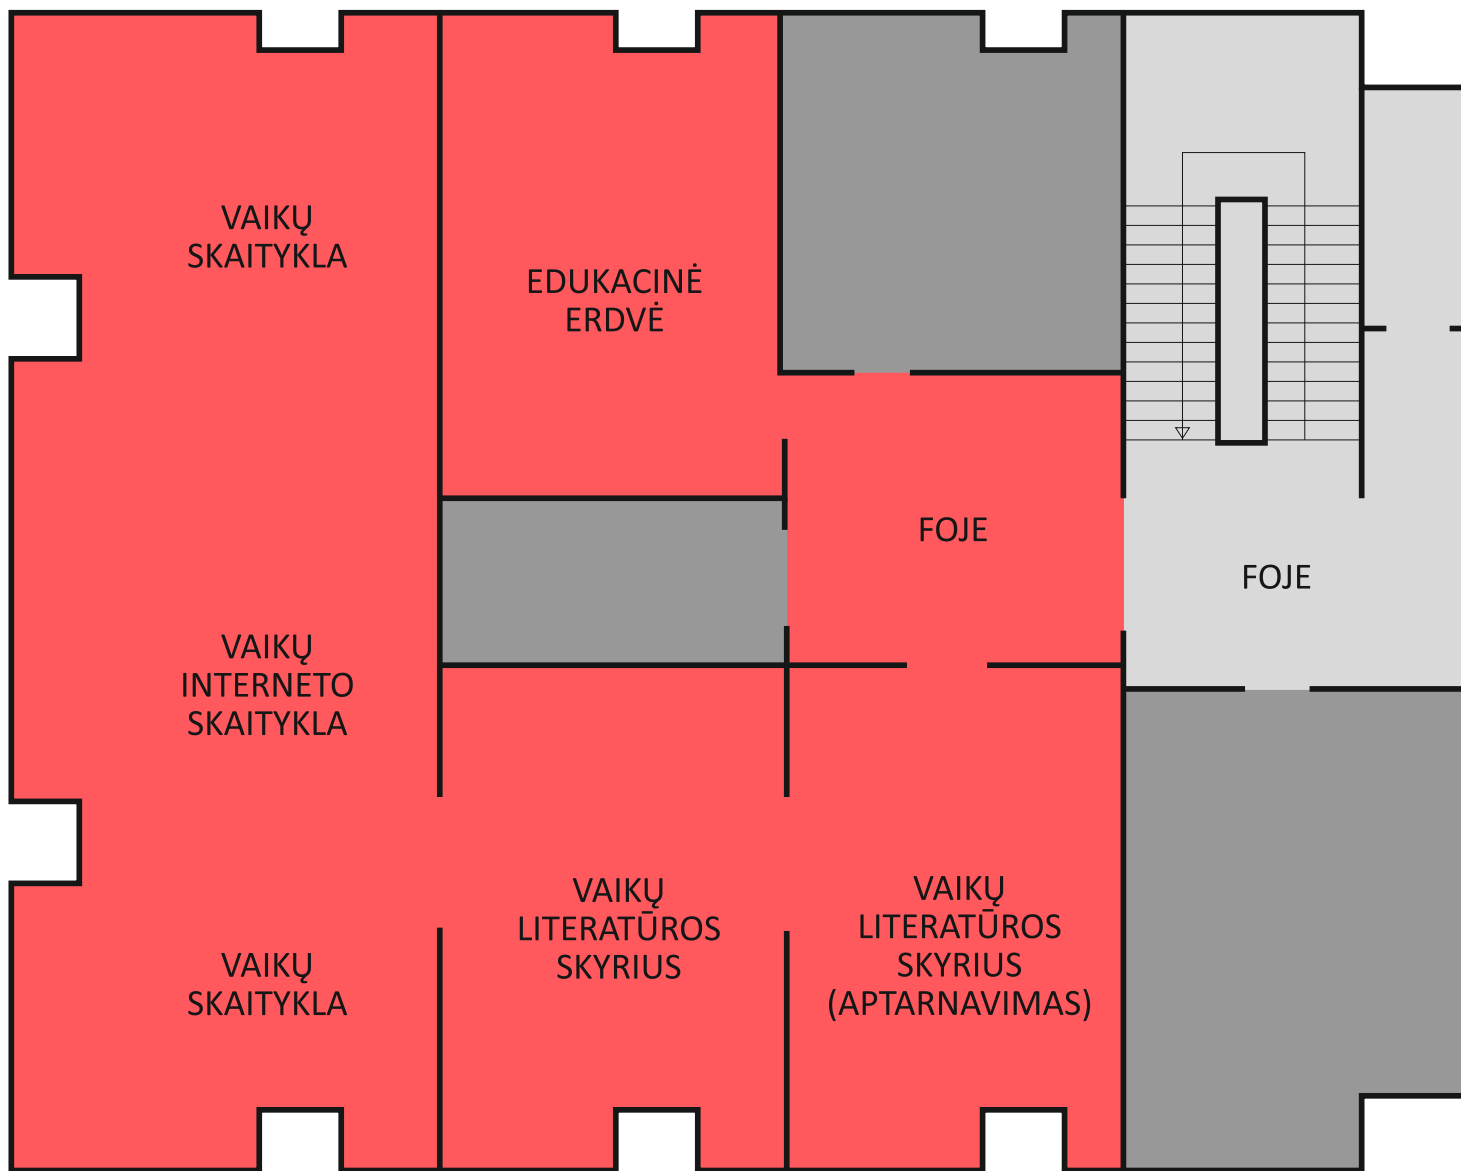 VAIKŲ
SKAITYKLA
EDUKACINĖ
ERDVĖ
FOJE
FOJE
VAIKŲ
INTERNETO
SKAITYKLA
VAIKŲ
LITERATŪROS
SKYRIUS
VAIKŲ
LITERATŪROS
SKYRIUS
(APTARNAVIMAS)
VAIKŲ
SKAITYKLA